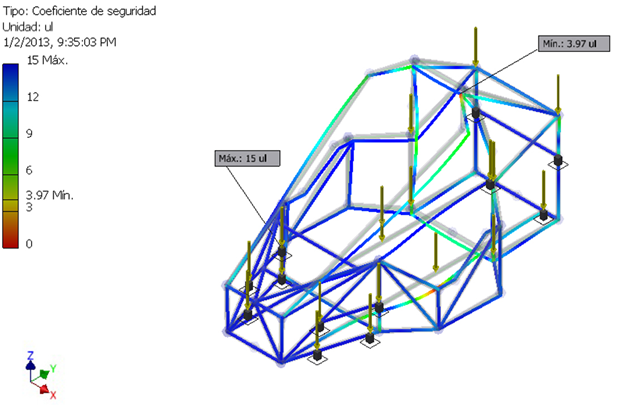 Tipo: Coeficiente de seguridad
Unidad: ul
1/2/2013, 9:35:03 PM
15 Máx.
12
9
6
3.97 Mín.
3
0
Mín.: 3.97 ul
Máx.: 15 ul
Z
Y
X